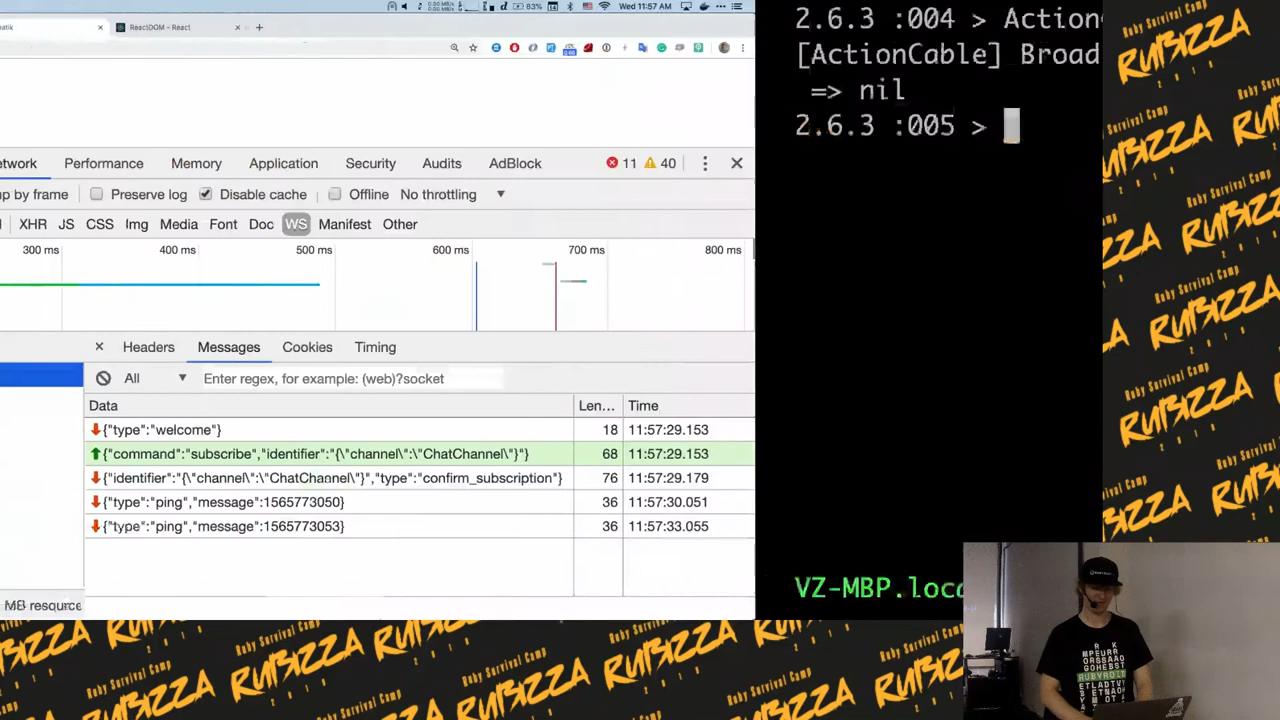 83%
Wed 11:57 AM
atik
ReactDOM – React
etwork
Performance
Memory
Application
Security
Audits
AdBlock
11
40
up by frame
Preserve log
Disable cache
Offline
No throttling
XHR
JS
CSS
Img
Media
Font
Doc
WS
Manifest
Other
300 ms
400 ms
500 ms
600 ms
700 ms
800 ms
Headers
Messages
Cookies
Timing
All
Enter regex, for example: (web)?socket
Data
Len...
Time
{"type":"welcome"}
18
11:57:29.153
{"command":"subscribe","identifier":"{\"channel\":\"ChatChannel\"}"}
68
11:57:29.153
{"identifier":"{\"channel\":\"ChatChannel\"}","type":"confirm_subscription"}
76
11:57:29.179
{"type":"ping","message":1565773050}
36
11:57:30.051
{"type":"ping","message":1565773053}
36
11:57:33.055
MB resource
2.6.3 :004 > Action
[ActionCable] Broad
=> nil
2.6.3 :005 >
VZ-MBP.loca
Ruby Survival Camp
RUBIZZA
2019